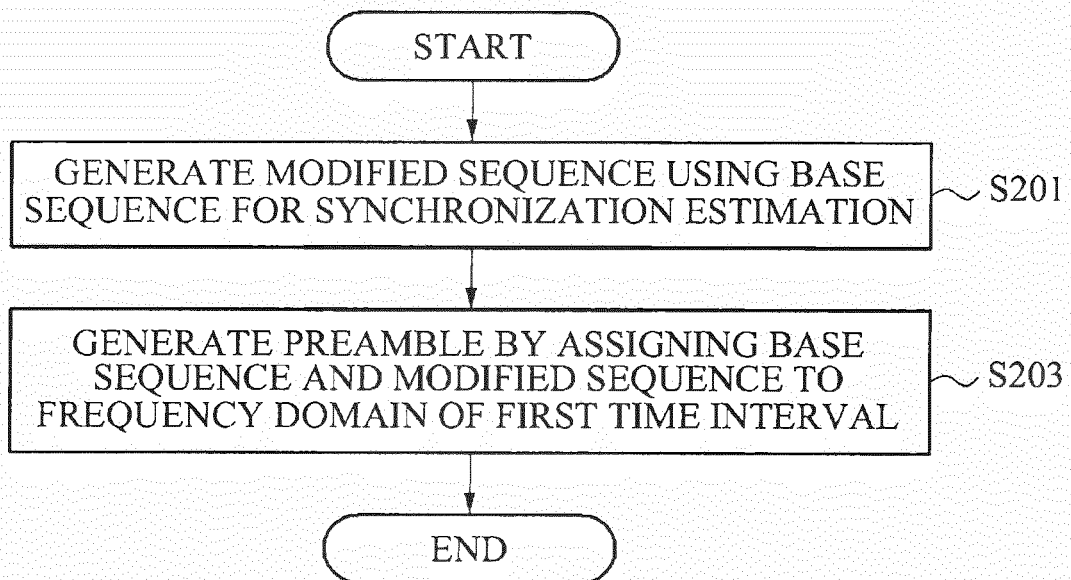 START
GENERATE MODIFIED SEQUENCE USING BASE
SEQUENCE FOR SYNCHRONIZATION ESTIMATION
S201
GENERATE PREAMBLE BY ASSIGNING BASE
SEQUENCE AND MODIFIED SEQUENCE TO
FREQUENCY DOMAIN OF FIRST TIME INTERVAL
S203
END